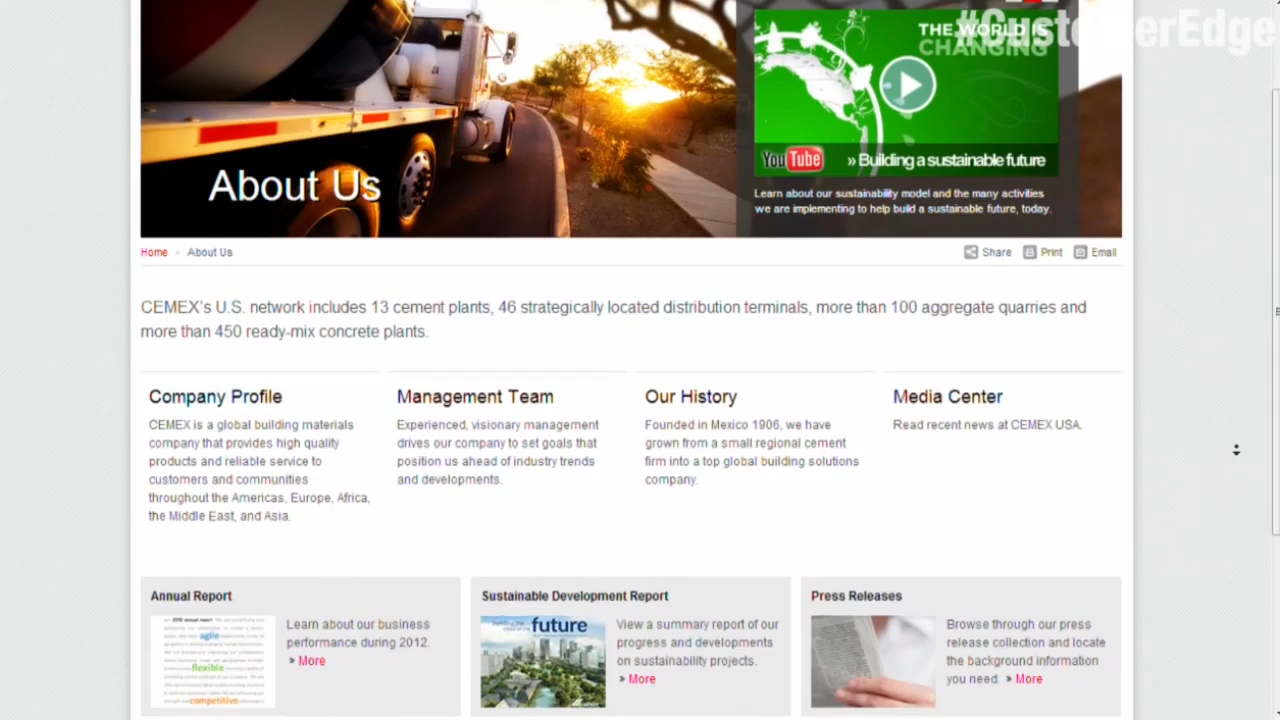 #CustomerEdge
THE WORLD IS
CHANGING
YouTube » Building a sustainable future
About Us
Learn about our sustainability model and the many activities
we are implementing to help build a sustainable future, today.
Home » About Us
Share Print Email
CEMEX's U.S. network includes 13 cement plants, 46 strategically located distribution terminals, more than 100 aggregate quarries and
more than 450 ready-mix concrete plants.
Company Profile
CEMEX is a global building materials
company that provides high quality
products and reliable service to
customers and communities
throughout the Americas, Europe, Africa,
the Middle East, and Asia.
Management Team
Experienced, visionary management
drives our company to set goals that
position us ahead of industry trends
and developments.
Our History
Founded in Mexico 1906, we have
grown from a small regional cement
firm into a top global building solutions
company.
Media Center
Read recent news at CEMEX USA.
Annual Report
agile
flexible
competitive
Learn about our business
performance during 2012.
» More
Sustainable Development Report
future
View a summary report of our
progress and developments
on sustainability projects.
» More
Press Releases
Browse through our press
release collection and locate
the background information
you need. » More